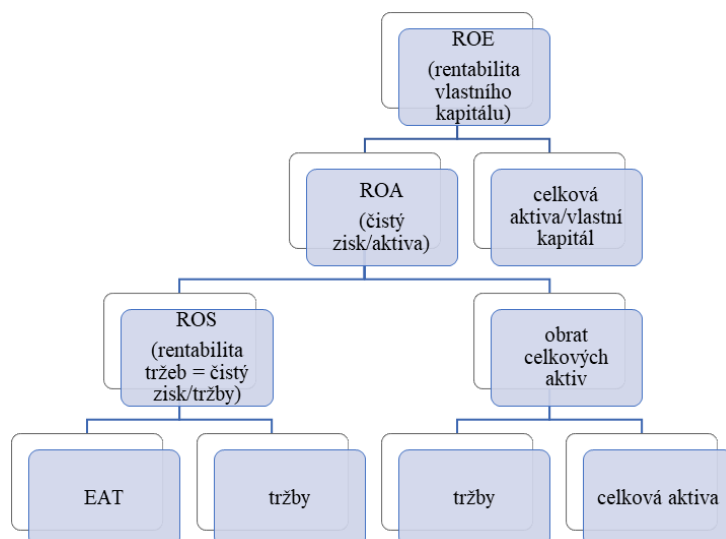 ROE
(rentabilita
vlastního
kapitálu)
ROA
(čistý
zisk/aktiva)
celková
aktiva/vlastní
kapitál
ROS
(rentabilita
tržeb = čistý
zisk/tržby)
obrat
celkových
aktiv
EAT
tržby
tržby
celková aktiva